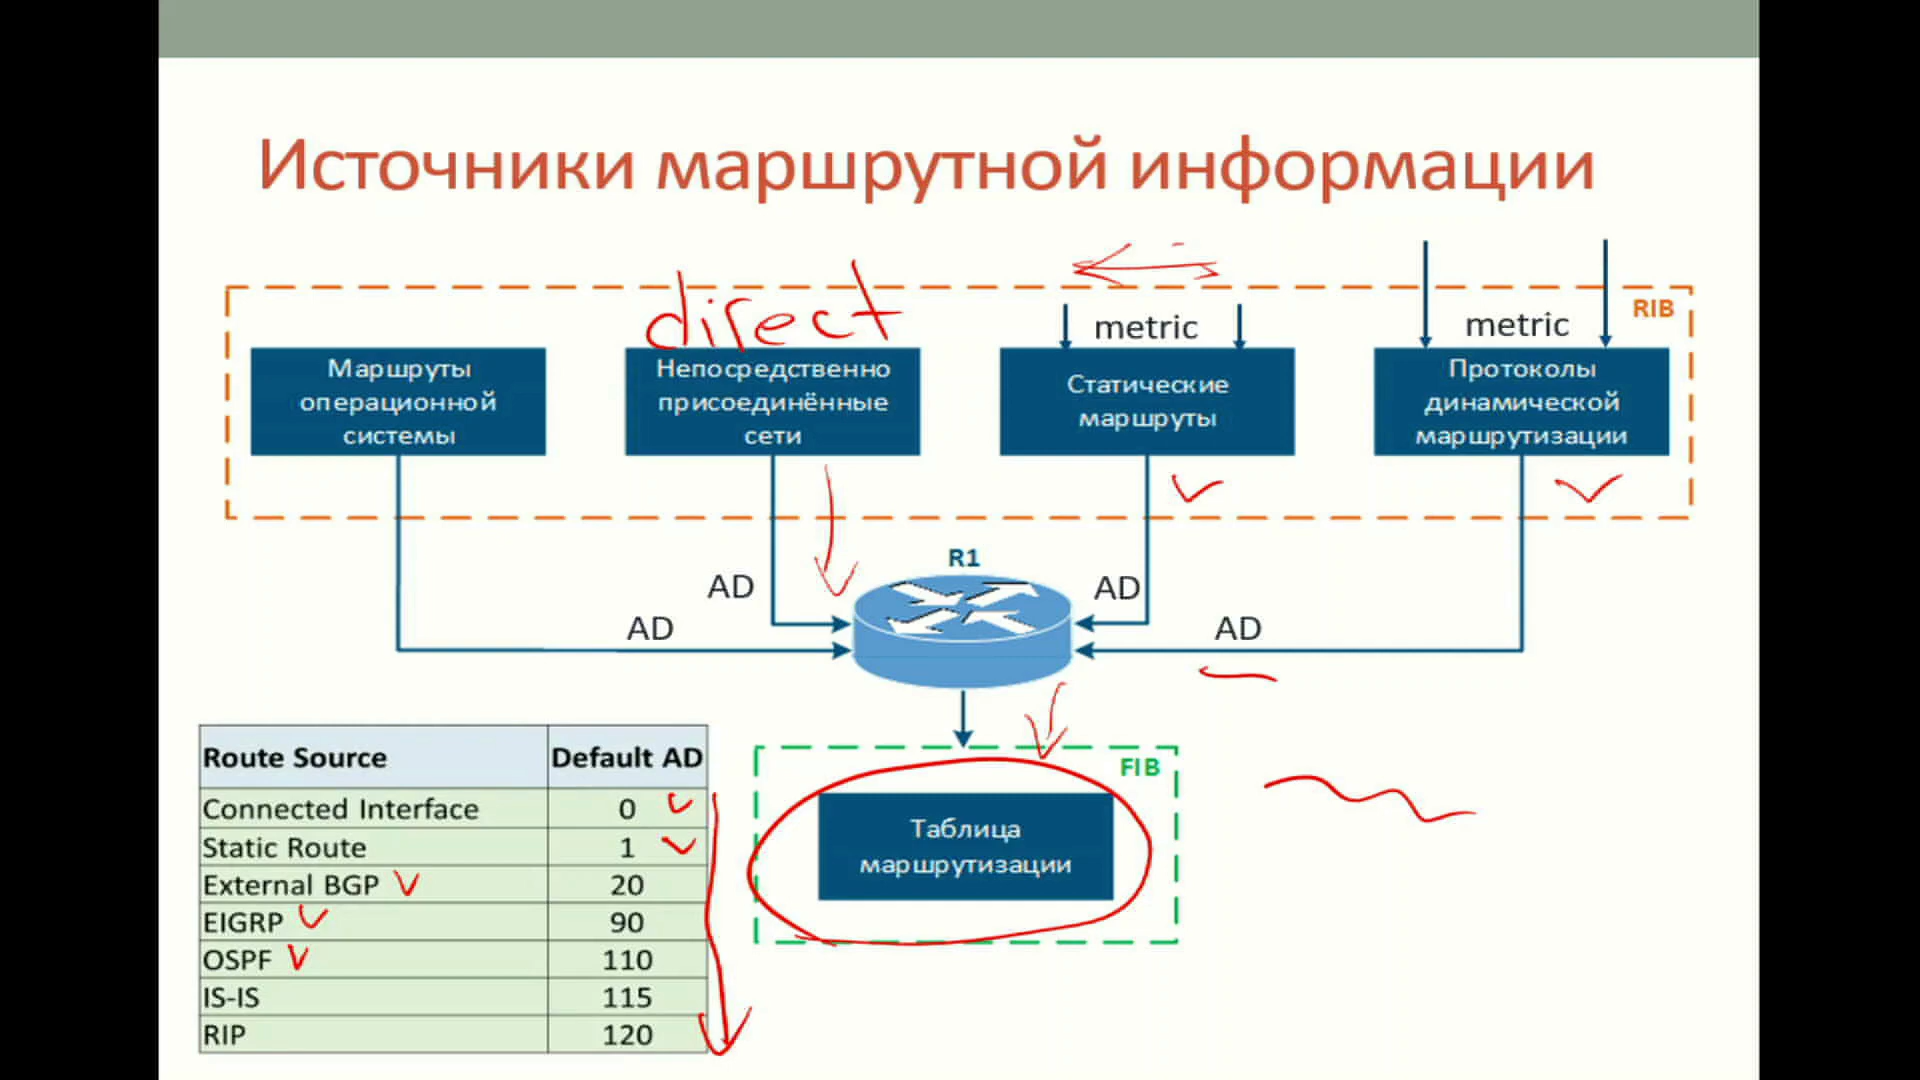 Источники маршрутной информации
direct
metric
metric
RIB
Маршруты
операционной
системы
Непосредственно
присоединённые
сети
Статические
маршруты
Протоколы
динамической
маршрутизации
R1
AD
AD
AD
AD
Route Source Default AD
Connected Interface 0
Static Route 1
External BGP 20
EIGRP 90
OSPF 110
IS-IS 115
RIP 120
FIB
Таблица
маршрутизации